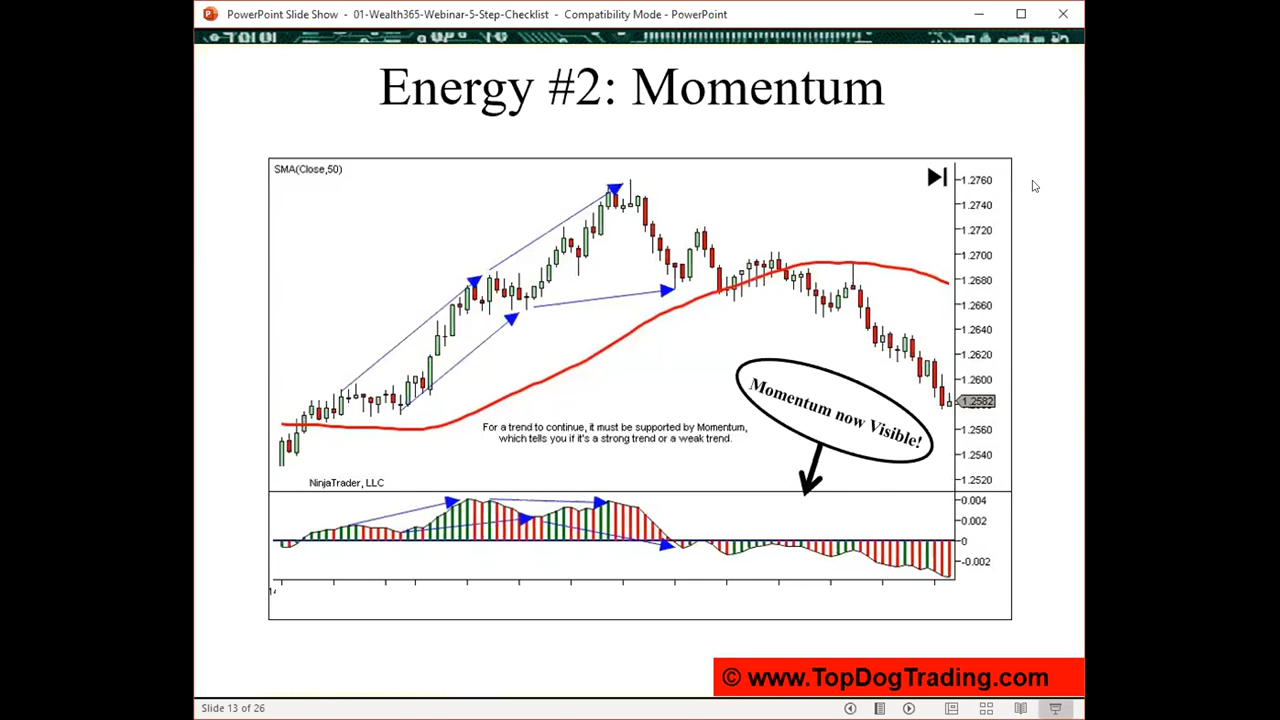 PowerPoint Slide Show - 01-Wealth365-Webinar-5-Step-Checklist - Compatibility Mode - PowerPoint
Energy #2: Momentum
SMA(Close,50)
1.2760
1.2740
1.2720
1.2700
1.2680
1.2660
1.2640
1.2620
1.2600
1.2582
1.2560
1.2540
1.2520
Momentum now Visible!
For a trend to continue, it must be supported by Momentum,
which tells you if it's a strong trend or a weak trend.
NinjaTrader, LLC
0.004
0.002
0
-0.002
© www.TopDogTrading.com
Slide 13 of 26